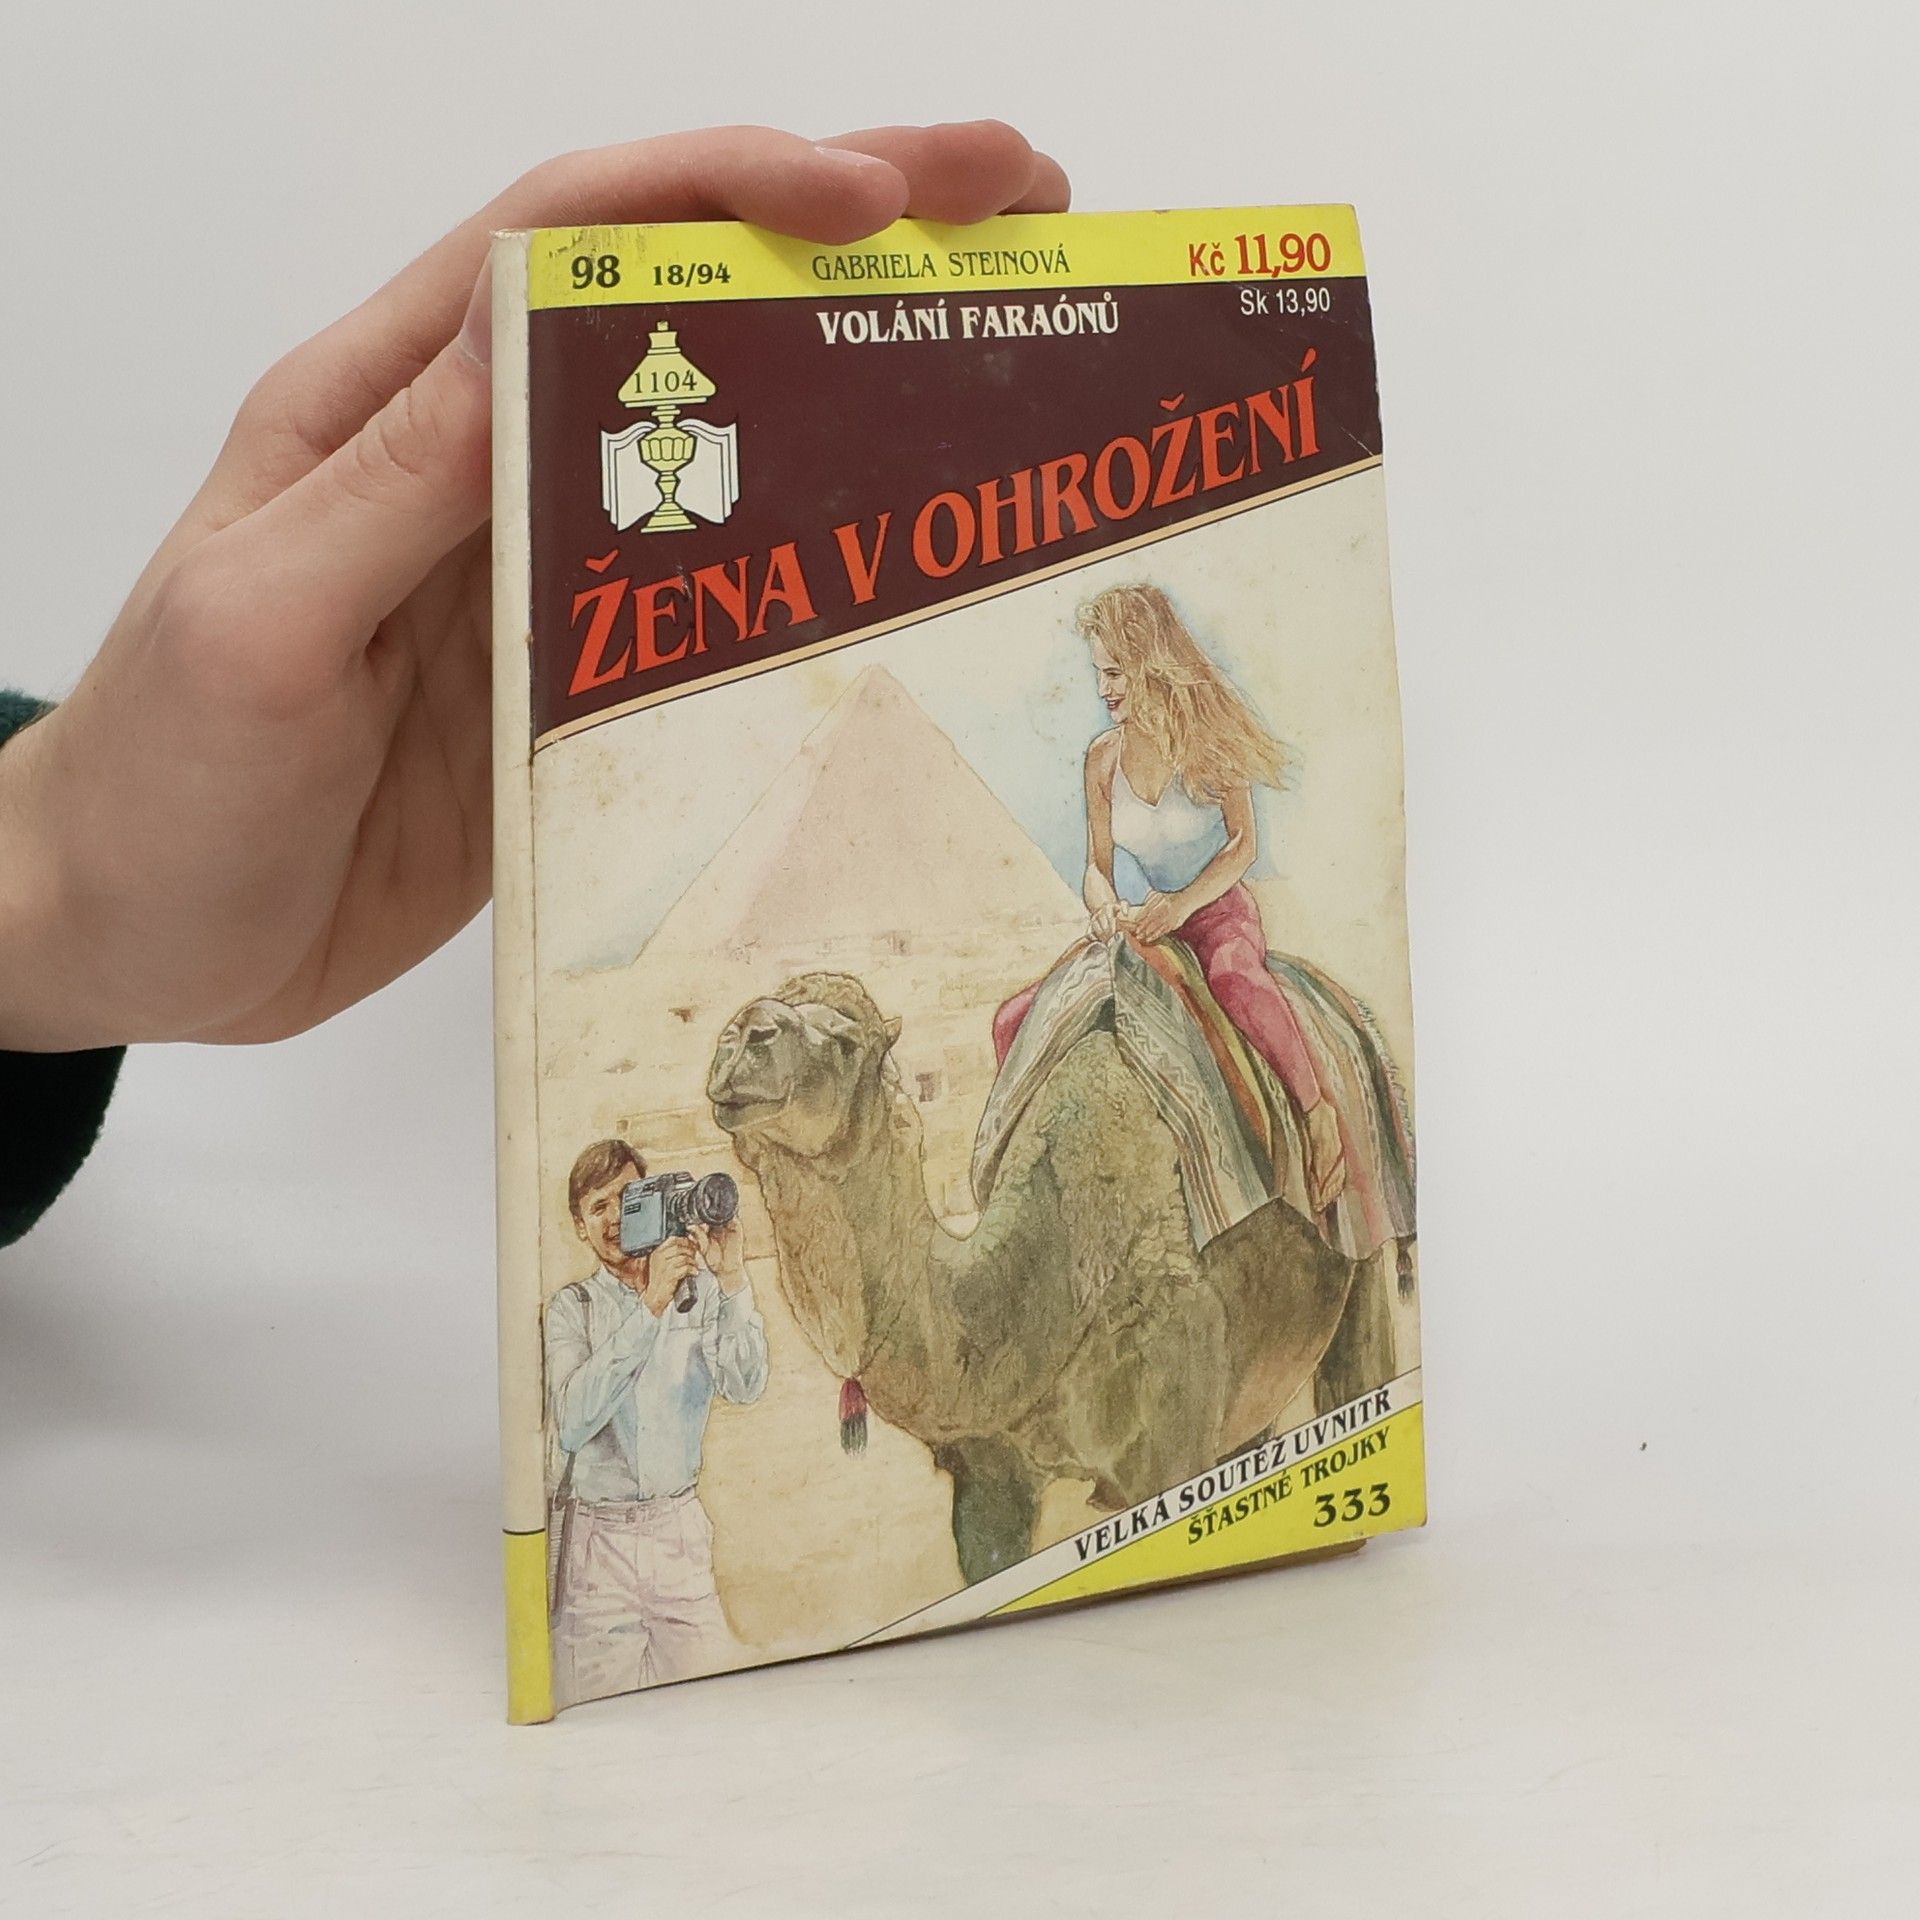 98 18/94 GABRIELA STEINOVÁ Kč 11,90
VOLÁNÍ FARAÓNŮ Sk 13,90
1104
ŽENA V OHROŽENÍ
VELKÁ SOUTĚŽ UVNITŘ
ŠŤASTNÉ TROJKY
333